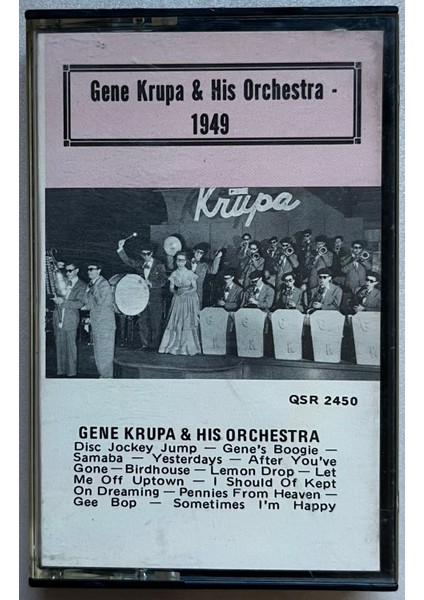 Gene Krupa & His Orchestra -
1949
Krupa
G K
G K
G K
G K
G K
QSR 2450
GENE KRUPA & HIS ORCHESTRA
Disc Jockey Jump — Gene's Boogie —
Samaba — Yesterdays — After You've
Gone — Birdhouse — Lemon Drop — Let
Me Off Uptown — I Should Of Kept
On Dreaming — Pennies From Heaven —
Gee Bop — Sometimes I'm Happy